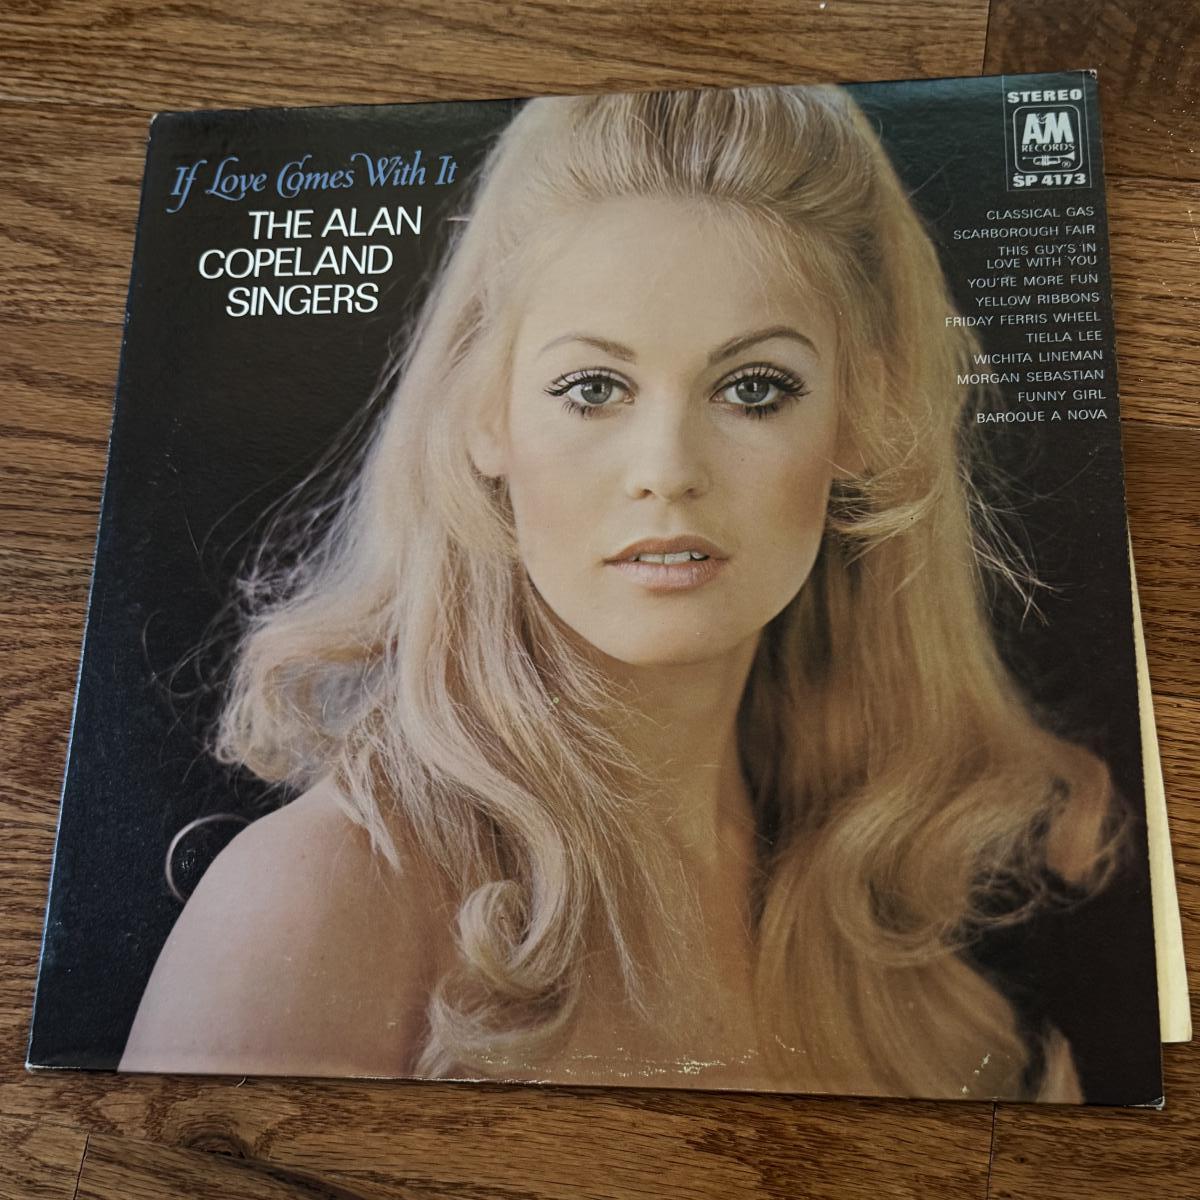 If Love Comes With It
THE ALAN
COPELAND
SINGERS
STEREO
A&M
RECORDS
®
SP 4173
CLASSICAL GAS
SCARBOROUGH FAIR
THIS GUY'S IN
LOVE WITH YOU
YOU'RE MORE FUN
YELLOW RIBBONS
FRIDAY FERRIS WHEEL
TIELLA LEE
WICHITA LINEMAN
MORGAN SEBASTIAN
FUNNY GIRL
BAROQUE A NOVA